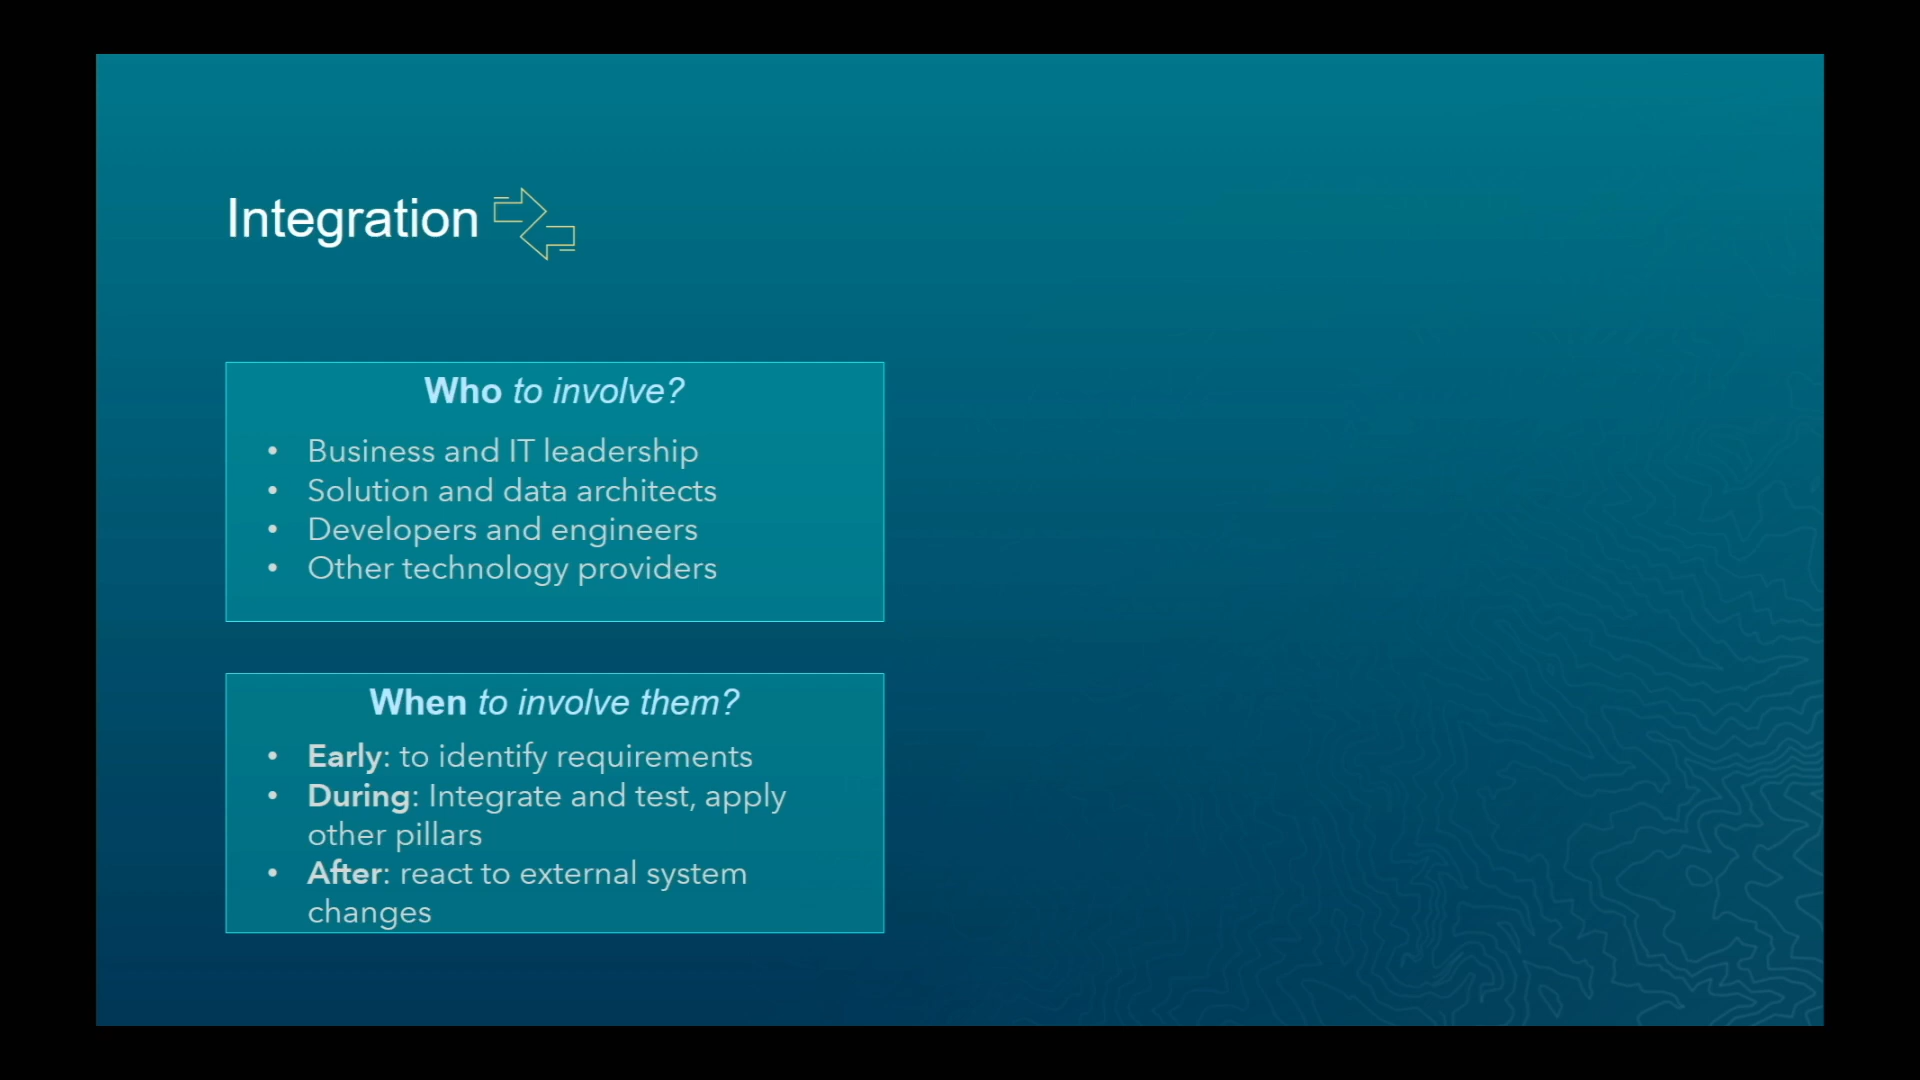 Integration
Who to involve?
• Business and IT leadership
• Solution and data architects
• Developers and engineers
• Other technology providers
When to involve them?
• Early: to identify requirements
• During: Integrate and test, apply
other pillars
• After: react to external system
changes